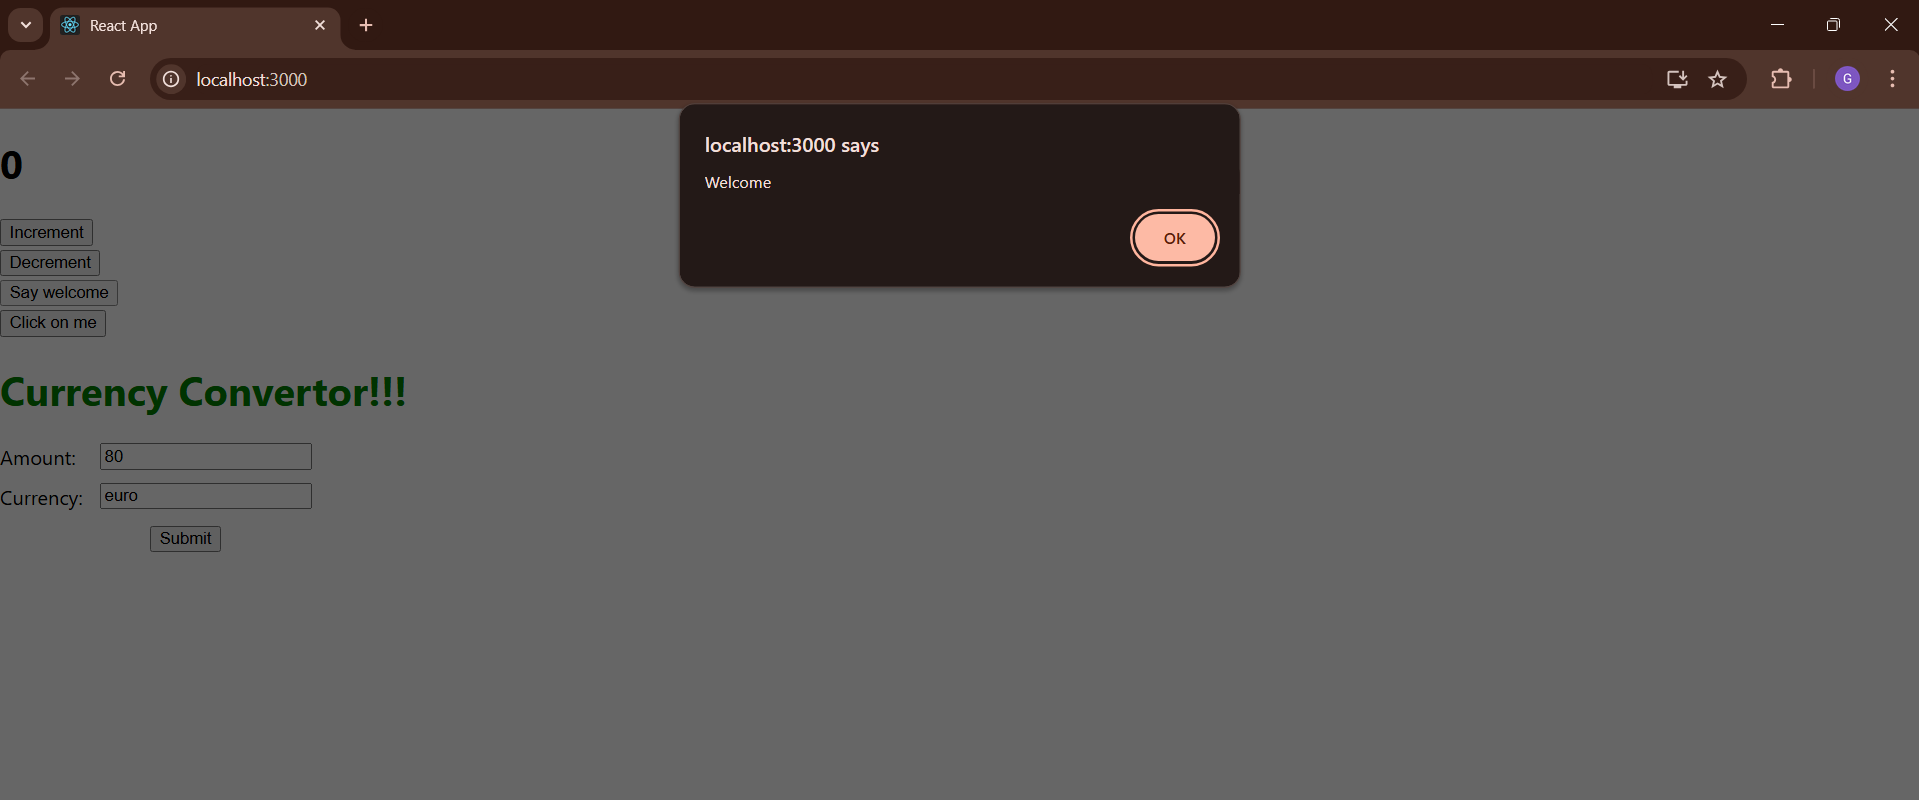 React App
localhost:3000
G
localhost:3000 says
Welcome
OK
0
Increment
Decrement
Say welcome
Click on me
Currency Convertor!!!
Amount: 80
Currency: euro
Submit